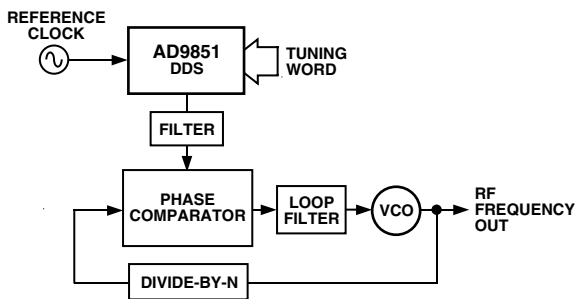 REFERENCE
CLOCK
AD9851
DDS
TUNING
WORD
FILTER
PHASE
COMPARATOR
LOOP
FILTER
VCO
RF
FREQUENCY
OUT
DIVIDE-BY-N